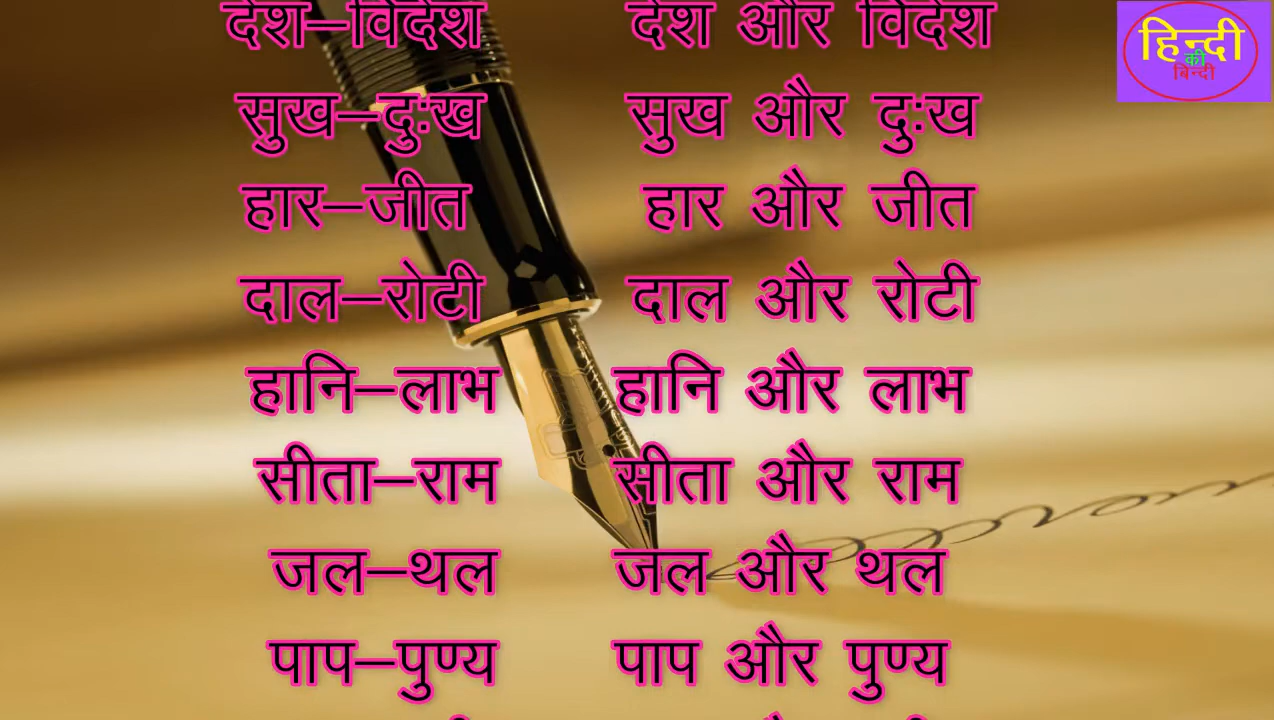 देश–विदेश देश और विदेश
सुख–दुःख सुख और दुःख
हार–जीत हार और जीत
दाल–रोटी दाल और रोटी
हानि–लाभ हानि और लाभ
सीता–राम सीता और राम
जल–थल जल और थल
पाप–पुण्य पाप और पुण्य
हिन्दी
की
बिन्दी